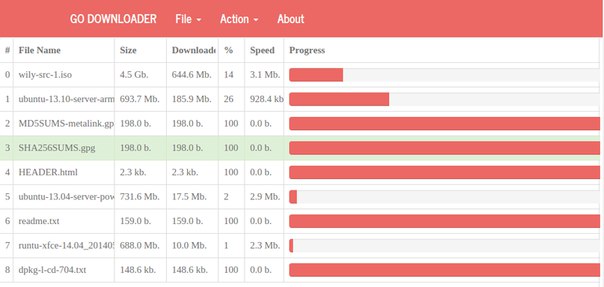 GO DOWNLOADER File Action About
# File Name Size Downloade % Speed Progress
0 wily-src-1.iso 4.5 Gb. 644.6 Mb. 14 3.1 Mb.
1 ubuntu-13.10-server-arm 693.7 Mb. 185.9 Mb. 26 928.4 kb
2 MD5SUMS-metalink.gp 198.0 b. 198.0 b. 100 0.0 b.
3 SHA256SUMS.gpg 198.0 b. 198.0 b. 100 0.0 b.
4 HEADER.html 2.3 kb. 2.3 kb. 100 0.0 b.
5 ubuntu-13.04-server-pow 731.6 Mb. 17.5 Mb. 2 2.9 Mb.
6 readme.txt 159.0 b. 159.0 b. 100 0.0 b.
7 runtu-xfce-14.04_201405 688.0 Mb. 10.0 Mb. 1 2.3 Mb.
8 dpkg-l-cd-704.txt 148.6 kb. 148.6 kb. 100 0.0 b.